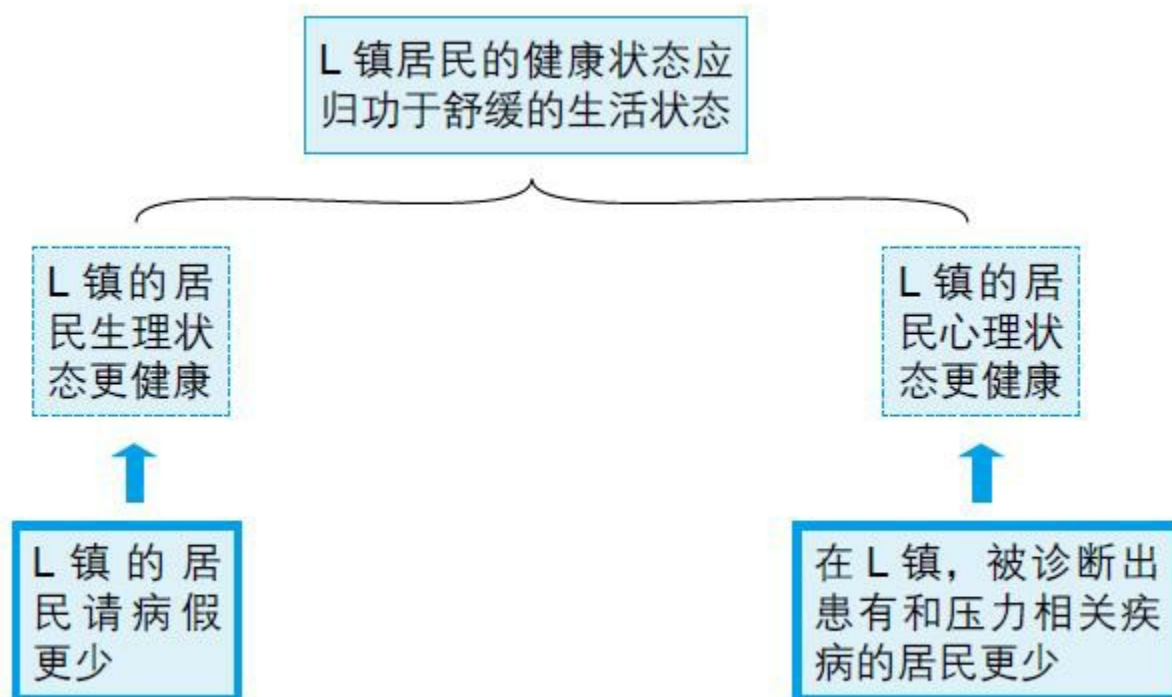 L 镇居民的健康状态应
归功于舒缓的生活状态
L 镇的居
民生理状
态更健康
L 镇的居
民心理状
态更健康
L 镇的居
民请病假
更少
在 L 镇，被诊断出
患有和压力相关疾
病的居民更少